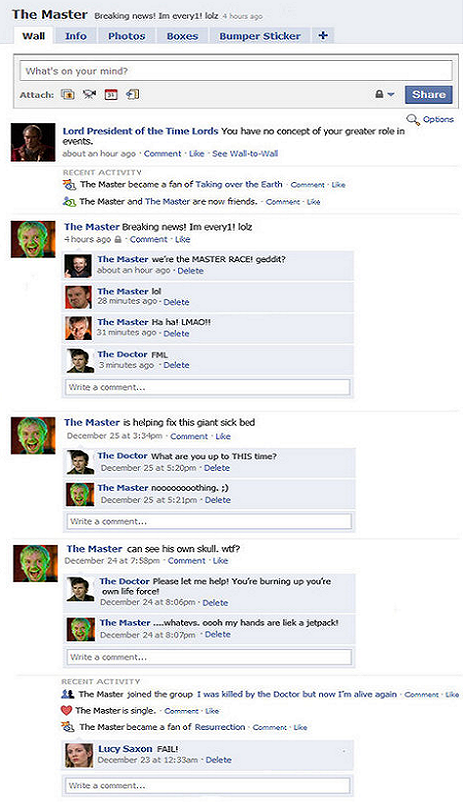 The Master Breaking news! Im every1! lolz 4 hours ago
Wall Info Photos Boxes Bumper Sticker +
What's on your mind?
Attach: Share
Options
Lord President of the Time Lords You have no concept of your greater role in
events.
about an hour ago · Comment · Like · See Wall-to-Wall
RECENT ACTIVITY
The Master became a fan of Taking over the Earth · Comment · Like
The Master and The Master are now friends. · Comment · Like
The Master Breaking news! Im every1! lolz
4 hours ago · Comment · Like
The Master we're the MASTER RACE! geddit?
about an hour ago · Delete
The Master lol
28 minutes ago · Delete
The Master Ha ha! LMAO!!
31 minutes ago · Delete
The Doctor FML
3 minutes ago · Delete
Write a comment...
The Master is helping fix this giant sick bed
December 25 at 3:34pm · Comment · Like
The Doctor What are you up to THIS time?
December 25 at 5:20pm · Delete
The Master noooooooothing. ;)
December 25 at 5:21pm · Delete
Write a comment...
The Master can see his own skull. wtf?
December 24 at 7:58pm · Comment · Like
The Doctor Please let me help! You're burning up you're
own life force!
December 24 at 8:06pm · Delete
The Master ....whatevs. oooh my hands are liek a jetpack!
December 24 at 8:07pm · Delete
Write a comment...
RECENT ACTIVITY
The Master joined the group I was killed by the Doctor but now I'm alive again · Comment · Like
The Master is single. · Comment · Like
The Master became a fan of Resurrection · Comment · Like
Lucy Saxon FAIL!
December 23 at 12:33am · Delete
Write a comment...